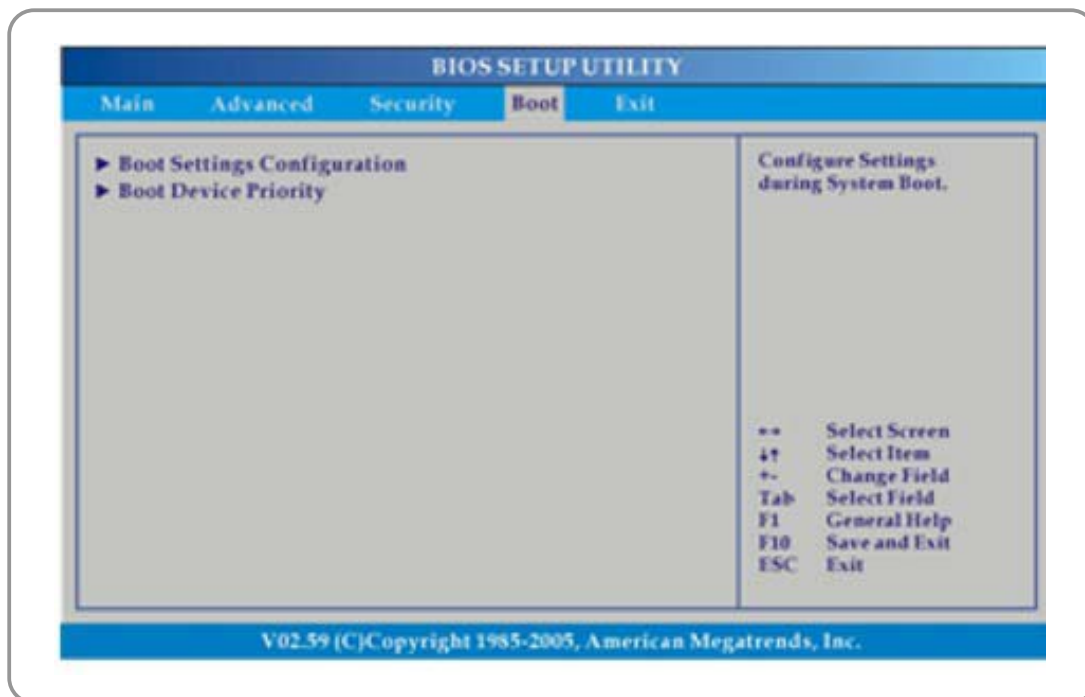 BIOS SETUP UTILITY
Main Advanced Security Boot Exit
► Boot Settings Configuration
► Boot Device Priority
Configure Settings
during System Boot.
←→ Select Screen
↓↑ Select Item
+- Change Field
Tab Select Field
F1 General Help
F10 Save and Exit
ESC Exit
V02.59 (C)Copyright 1985-2005, American Megatrends, Inc.